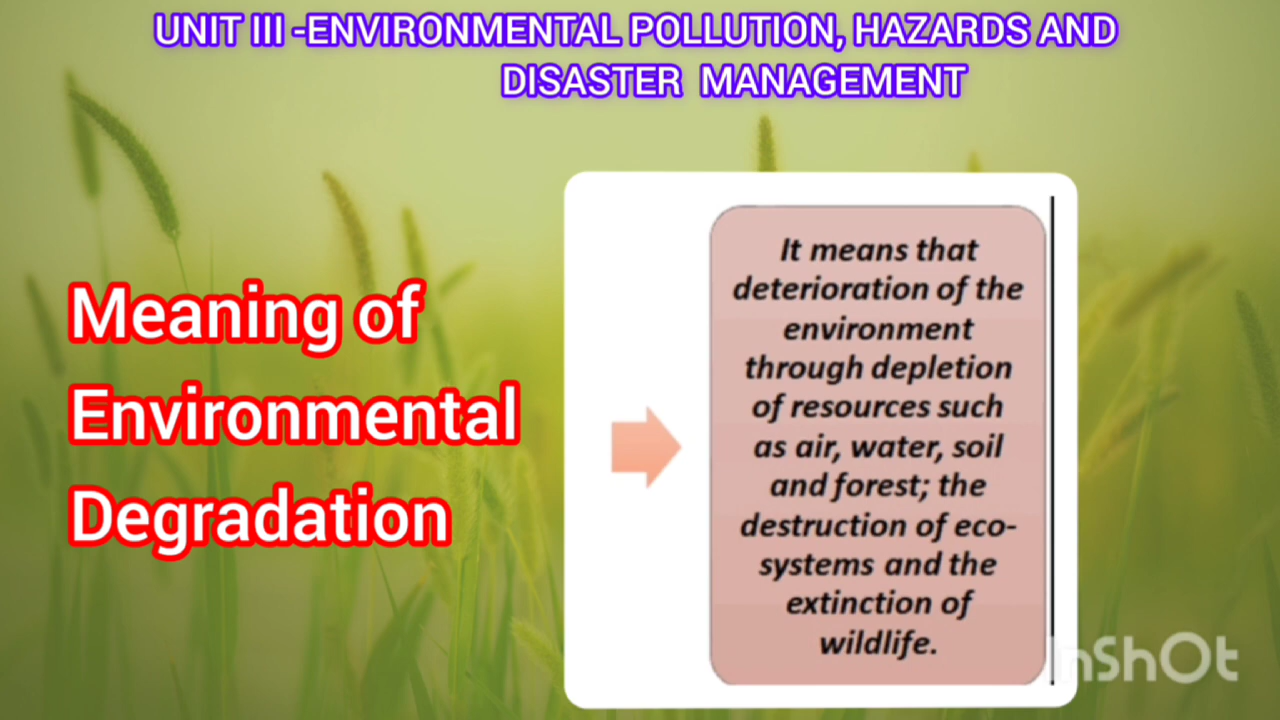 UNIT III -ENVIRONMENTAL POLLUTION, HAZARDS AND
DISASTER MANAGEMENT
Meaning of
Environmental
Degradation
It means that
deterioration of the
environment
through depletion
of resources such
as air, water, soil
and forest; the
destruction of eco-
systems and the
extinction of
wildlife.
InShOt